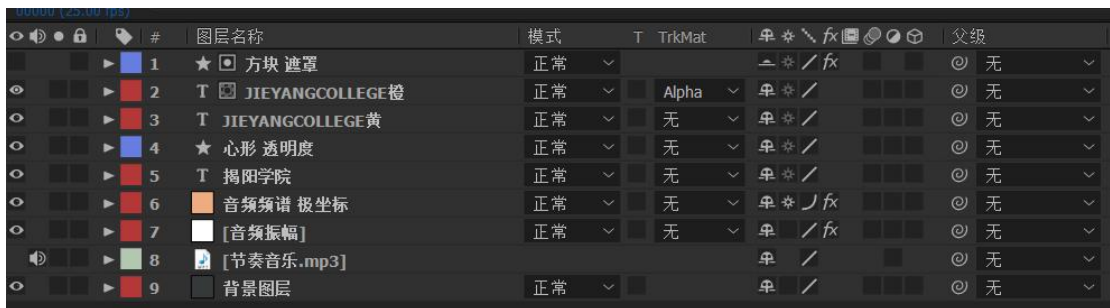 00000 (25.00 fps)
# 图层名称 模式 T TrkMat fx 父级
1 方块 遮罩 正常 fx 无
2 T JIEYANGCOLLEGE橙 正常 Alpha 无
3 T JIEYANGCOLLEGE黄 正常 无 无
4 心形 透明度 正常 无 无
5 T 揭阳学院 正常 无 无
6 音频频谱 极坐标 正常 无 fx 无
7 [音频振幅] 正常 无 fx 无
8 [节奏音乐.mp3] 无
9 背景图层 正常 无